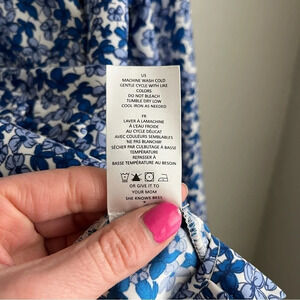 US
MACHINE WASH COLD
GENTLE CYCLE WITH LIKE
COLORS
DO NOT BLEACH
TUMBLE DRY LOW
COOL IRON AS NEEDED
FR
LAVER À LAMACHINE
À L'EAU FROIDE
AU CYCLE DÉLICAT
AVEC COULEURS SEMBLABLES
NE PAS BLANCHIR
SÉCHER PAR CULBUTAGE À BASSE
TEMPÉRATURE
REPASSER À
BASSE TEMPÉRATURE AU BESOIN
OR GIVE IT TO
YOUR MOM
SHE KNOWS BEST